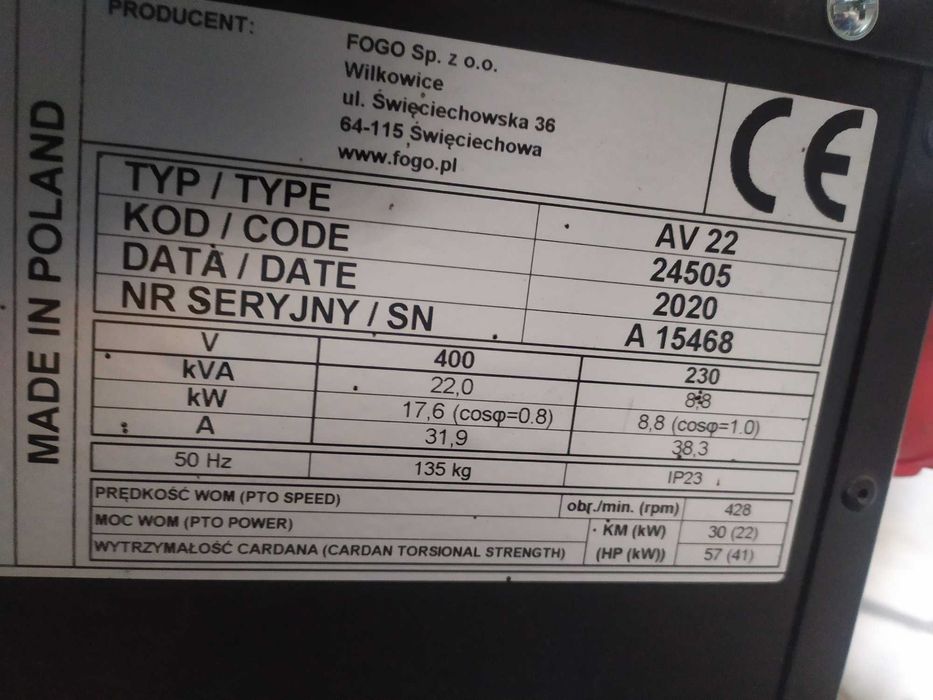 PRODUCENT:
FOGO Sp. z o.o.
Wilkowice
ul. Święciechowska 36
64-115 Święciechowa
www.fogo.pl
CE
MADE IN POLAND
TYP / TYPE AV 22
KOD / CODE 24505
DATA / DATE 2020
NR SERYJNY / SN A 15468
V 400 230
kVA 22,0 8,8
kW 17,6 (cosφ=0.8) 8,8 (cosφ=1.0)
A 31,9 38,3
50 Hz 135 kg IP23
PRĘDKOŚĆ WOM (PTO SPEED) obr./min. (rpm) 428
MOC WOM (PTO POWER) KM (kW) 30 (22)
WYTRZYMAŁOŚĆ CARDANA (CARDAN TORSIONAL STRENGTH) (HP (kW)) 57 (41)